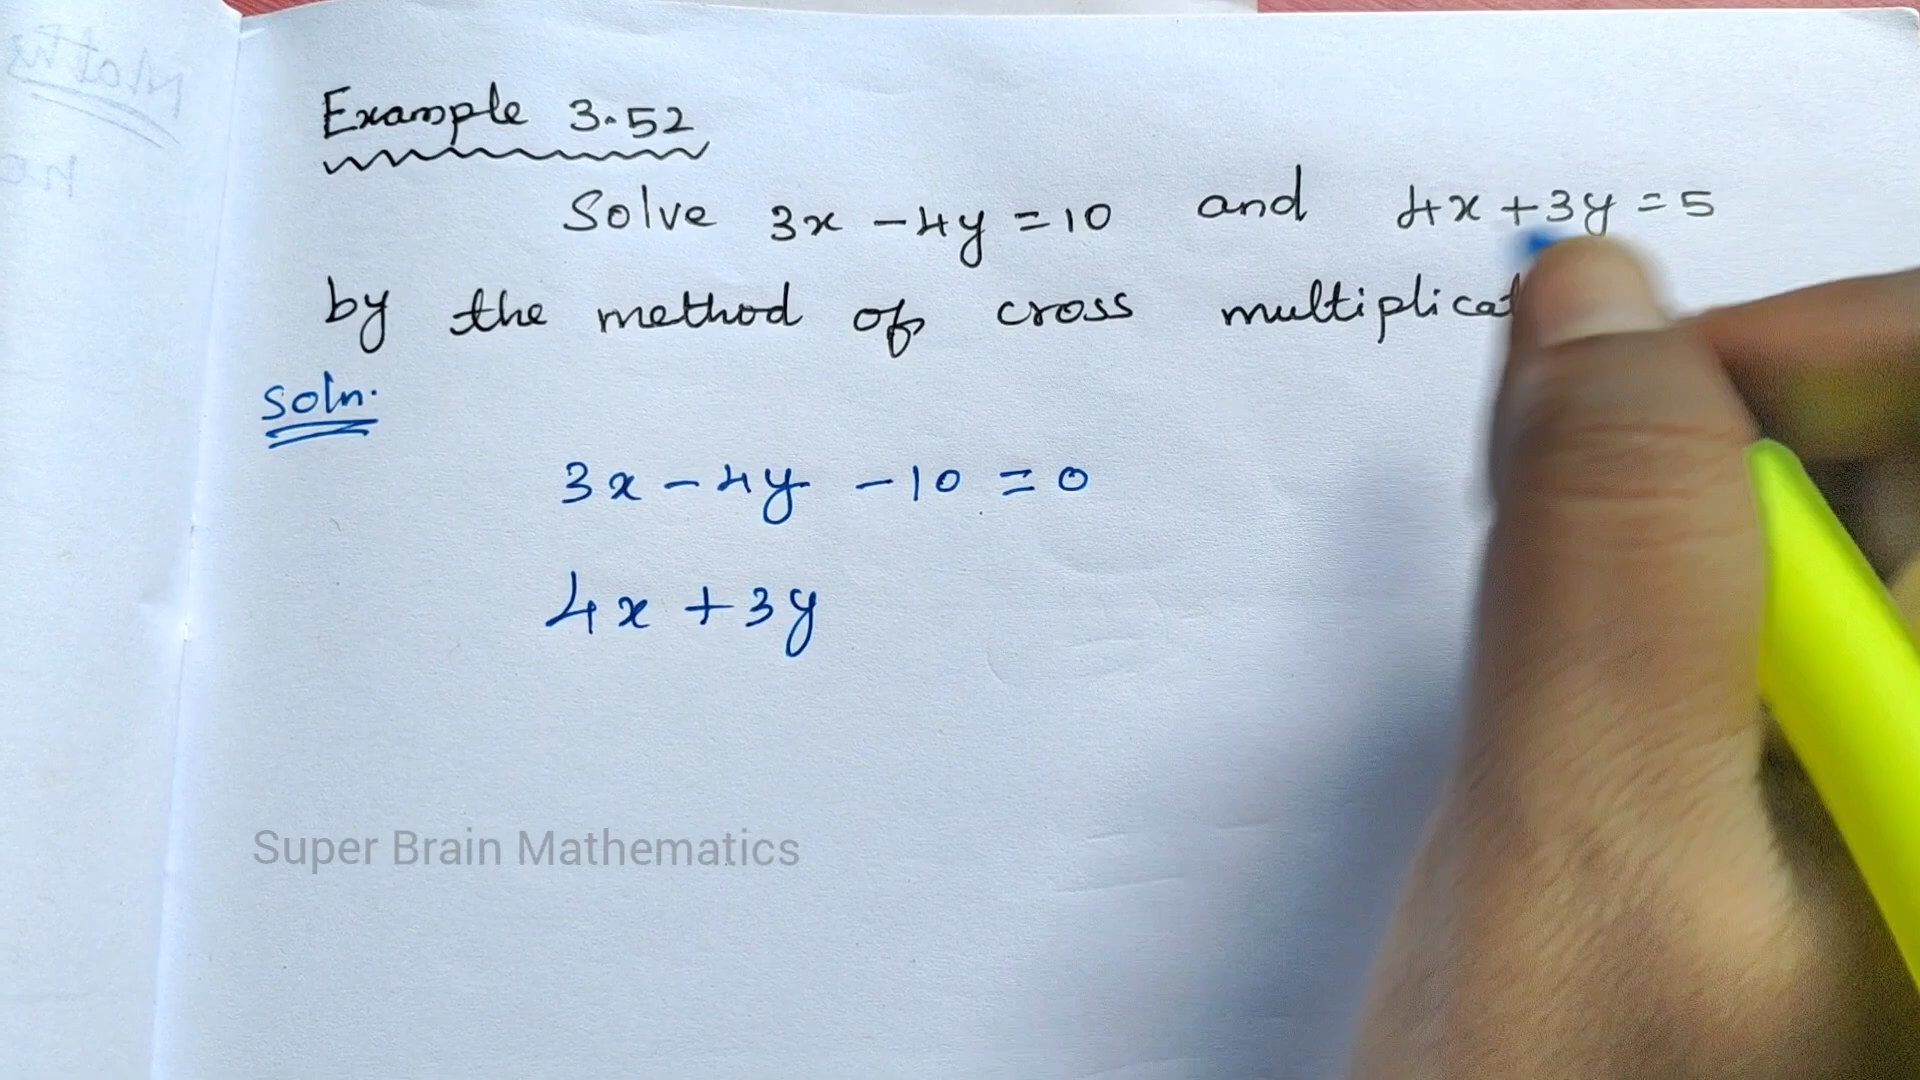 Example 3.52
Solve 3x - 4y = 10 and 4x + 3y = 5
by the method of cross
Soln.
3x - 4y - 10 = 0
4x + 3y
Super Brain Mathematics